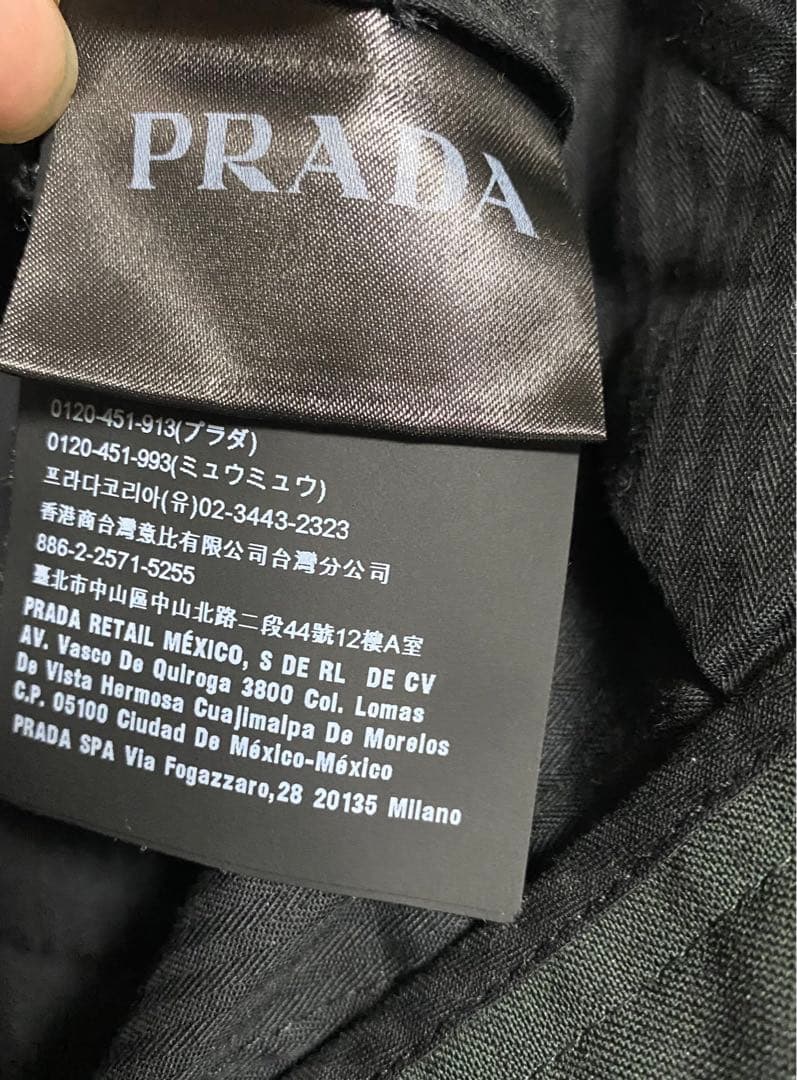 PRADA
0120-451-913(プラダ)
0120-451-993(ミュウミュウ)
프라다코리아(유)02-3443-2323
香港商台灣意比有限公司台灣分公司
886-2-2571-5255
臺北市中山區中山北路二段44號12樓A室
PRADA RETAIL MÉXICO, S DE RL DE CV
AV. Vasco De Quiroga 3800 Col. Lomas
De Vista Hermosa Cuajimalpa De Morelos
C.P. 05100 Ciudad De México-México
PRADA SPA Via Fogazzaro,28 20135 Milano